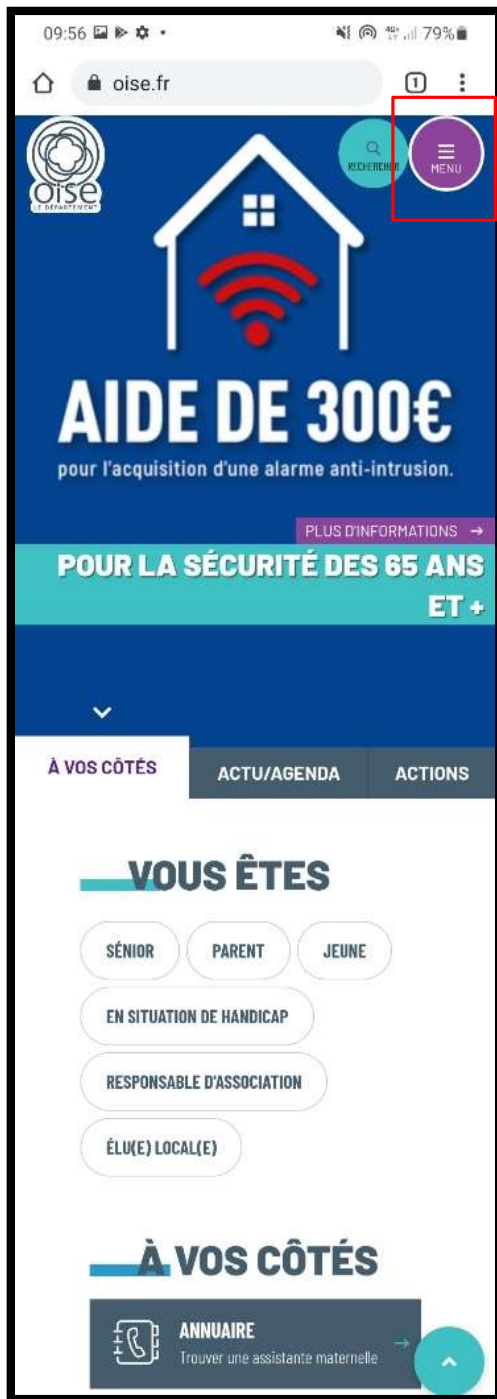 09:56
4G+ 79%
oise.fr
1
oise
LE DÉPARTEMENT
RECHERCHER
MENU
AIDE DE 300€
pour l'acquisition d'une alarme anti-intrusion.
PLUS D'INFORMATIONS →
POUR LA SÉCURITÉ DES 65 ANS
ET +
À VOS CÔTÉS
ACTU/AGENDA
ACTIONS
VOUS ÊTES
SÉNIOR
PARENT
JEUNE
EN SITUATION DE HANDICAP
RESPONSABLE D'ASSOCIATION
ÉLU(E) LOCAL(E)
À VOS CÔTÉS
ANNUAIRE
Trouver une assistante maternelle →